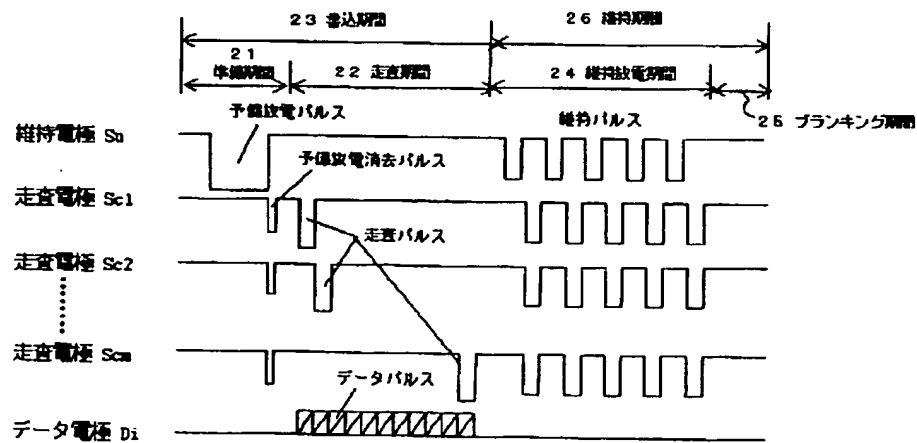 23 書込期間
26 維持期間
21
準備期間
22 走査期間
24 維持放電期間
予備放電パルス
維持パルス
25 ブランキング期間
維持電極 Su
予備放電消去パルス
走査電極 Sc1
走査パルス
走査電極 Sc2
走査電極 Scm
データパルス
データ電極 Di